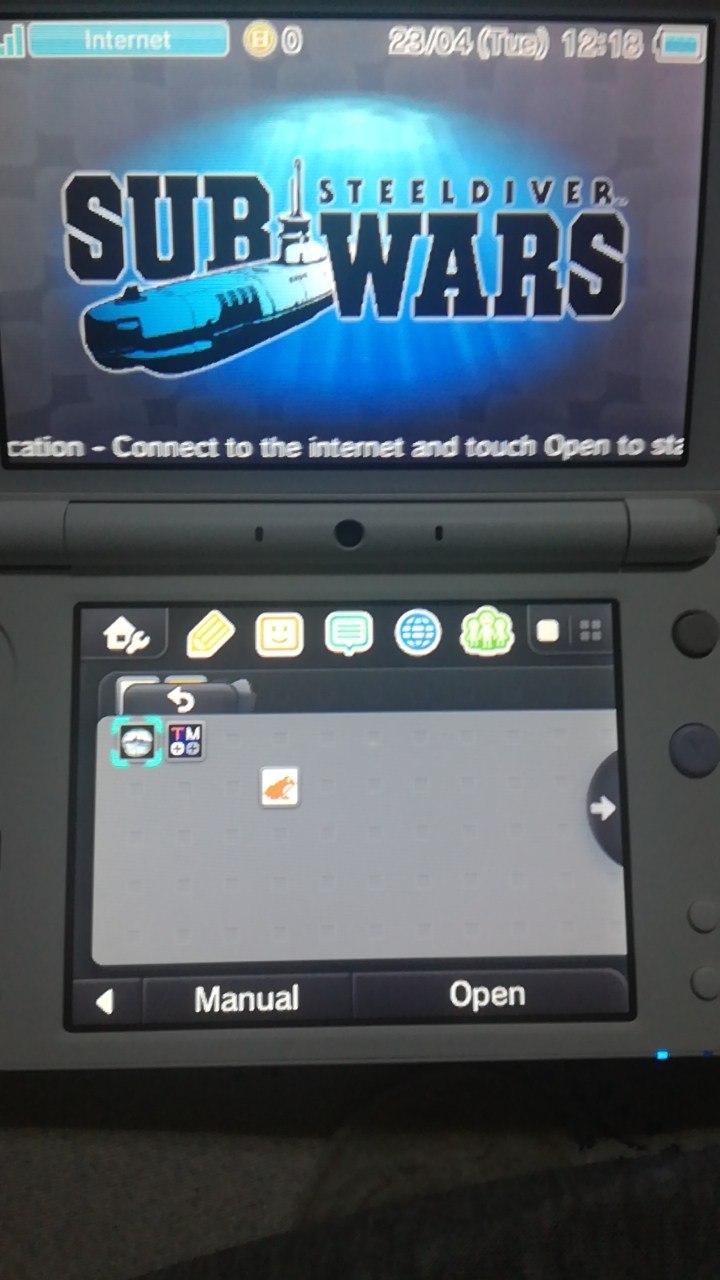 Internet 0 23/04 (Tue) 12:18
STEELDIVER™
SUB WARS
cation - Connect to the internet and touch Open to sta
TM
Manual Open